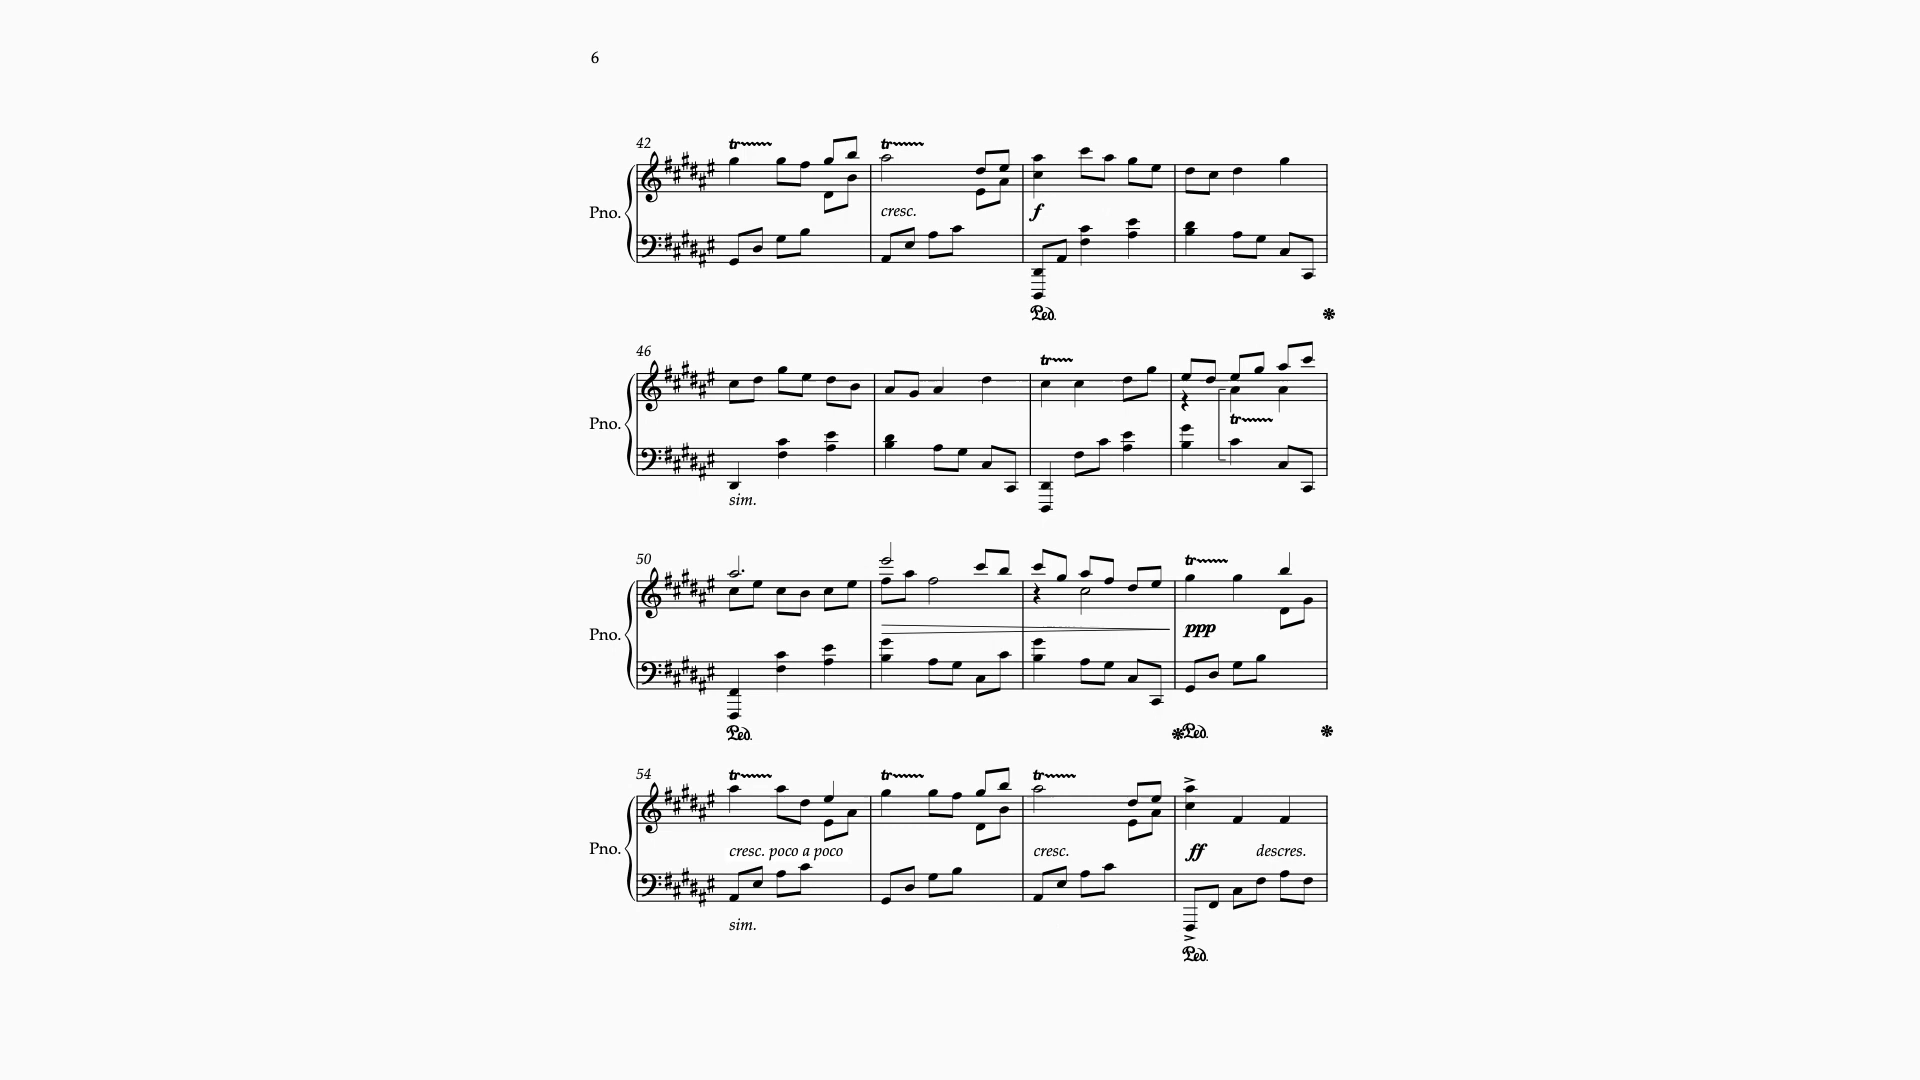 6
42 tr tr
Pno. cresc. f
Ped.
46 tr
Pno. tr
sim.
50 tr
Pno. ppp
Ped. Ped.
54 tr tr tr
Pno. cresc. poco a poco cresc. ff descres.
sim.
Ped.